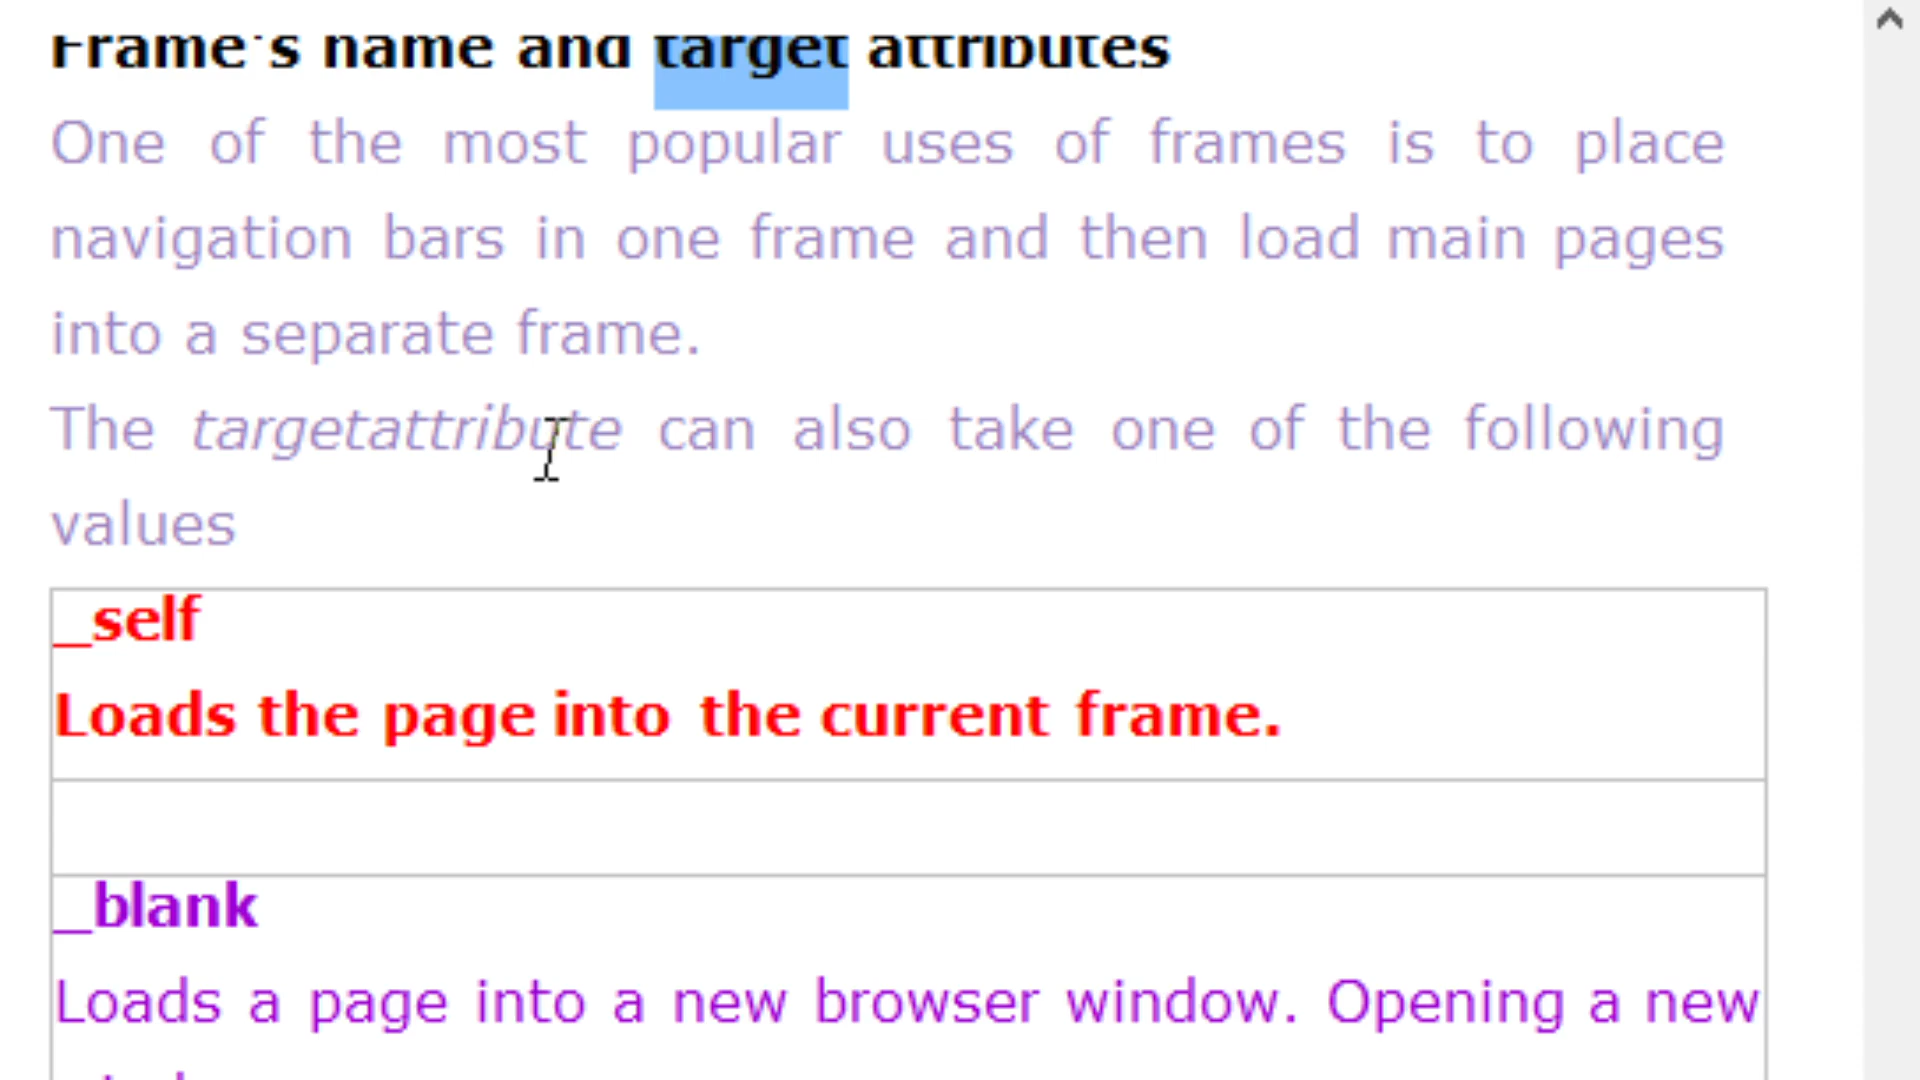 Frame's name and target attributes
One of the most popular uses of frames is to place
navigation bars in one frame and then load main pages
into a separate frame.
The targetattribute can also take one of the following
values
_self
Loads the page into the current frame.
_blank
Loads a page into a new browser window. Opening a new